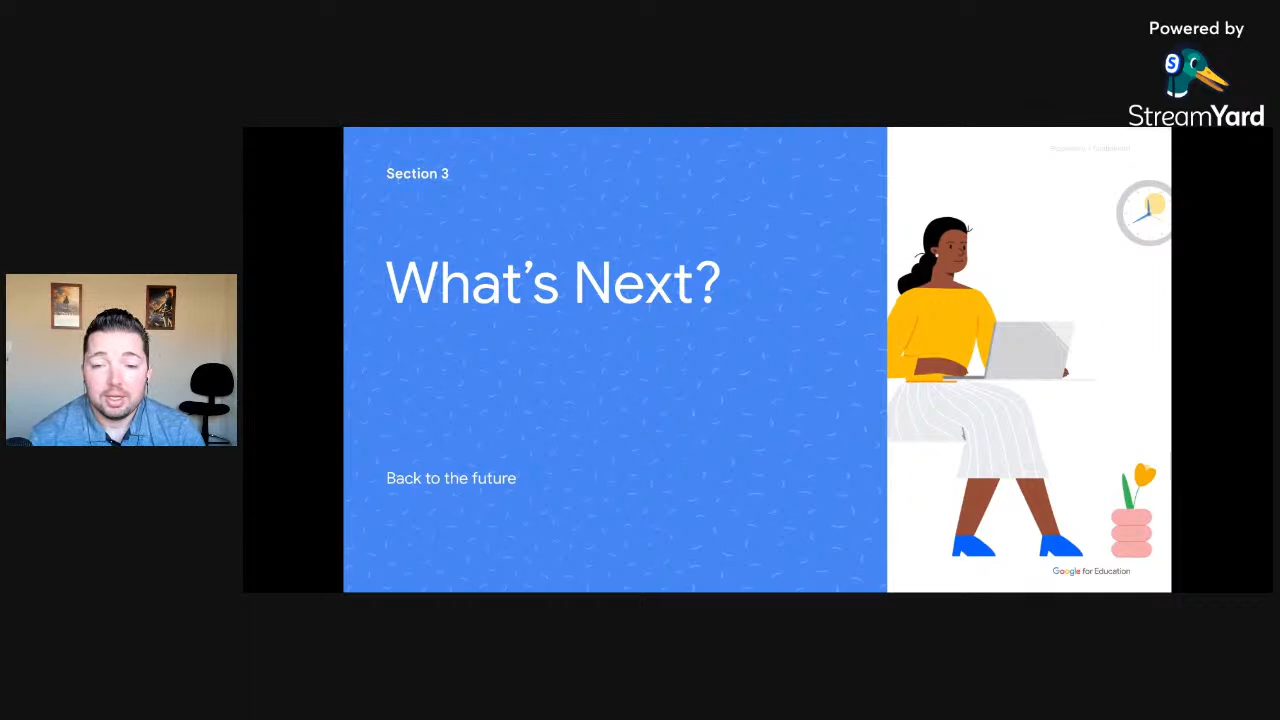 Powered by
S
StreamYard
Section 3
What's Next?
Back to the future
Google for Education